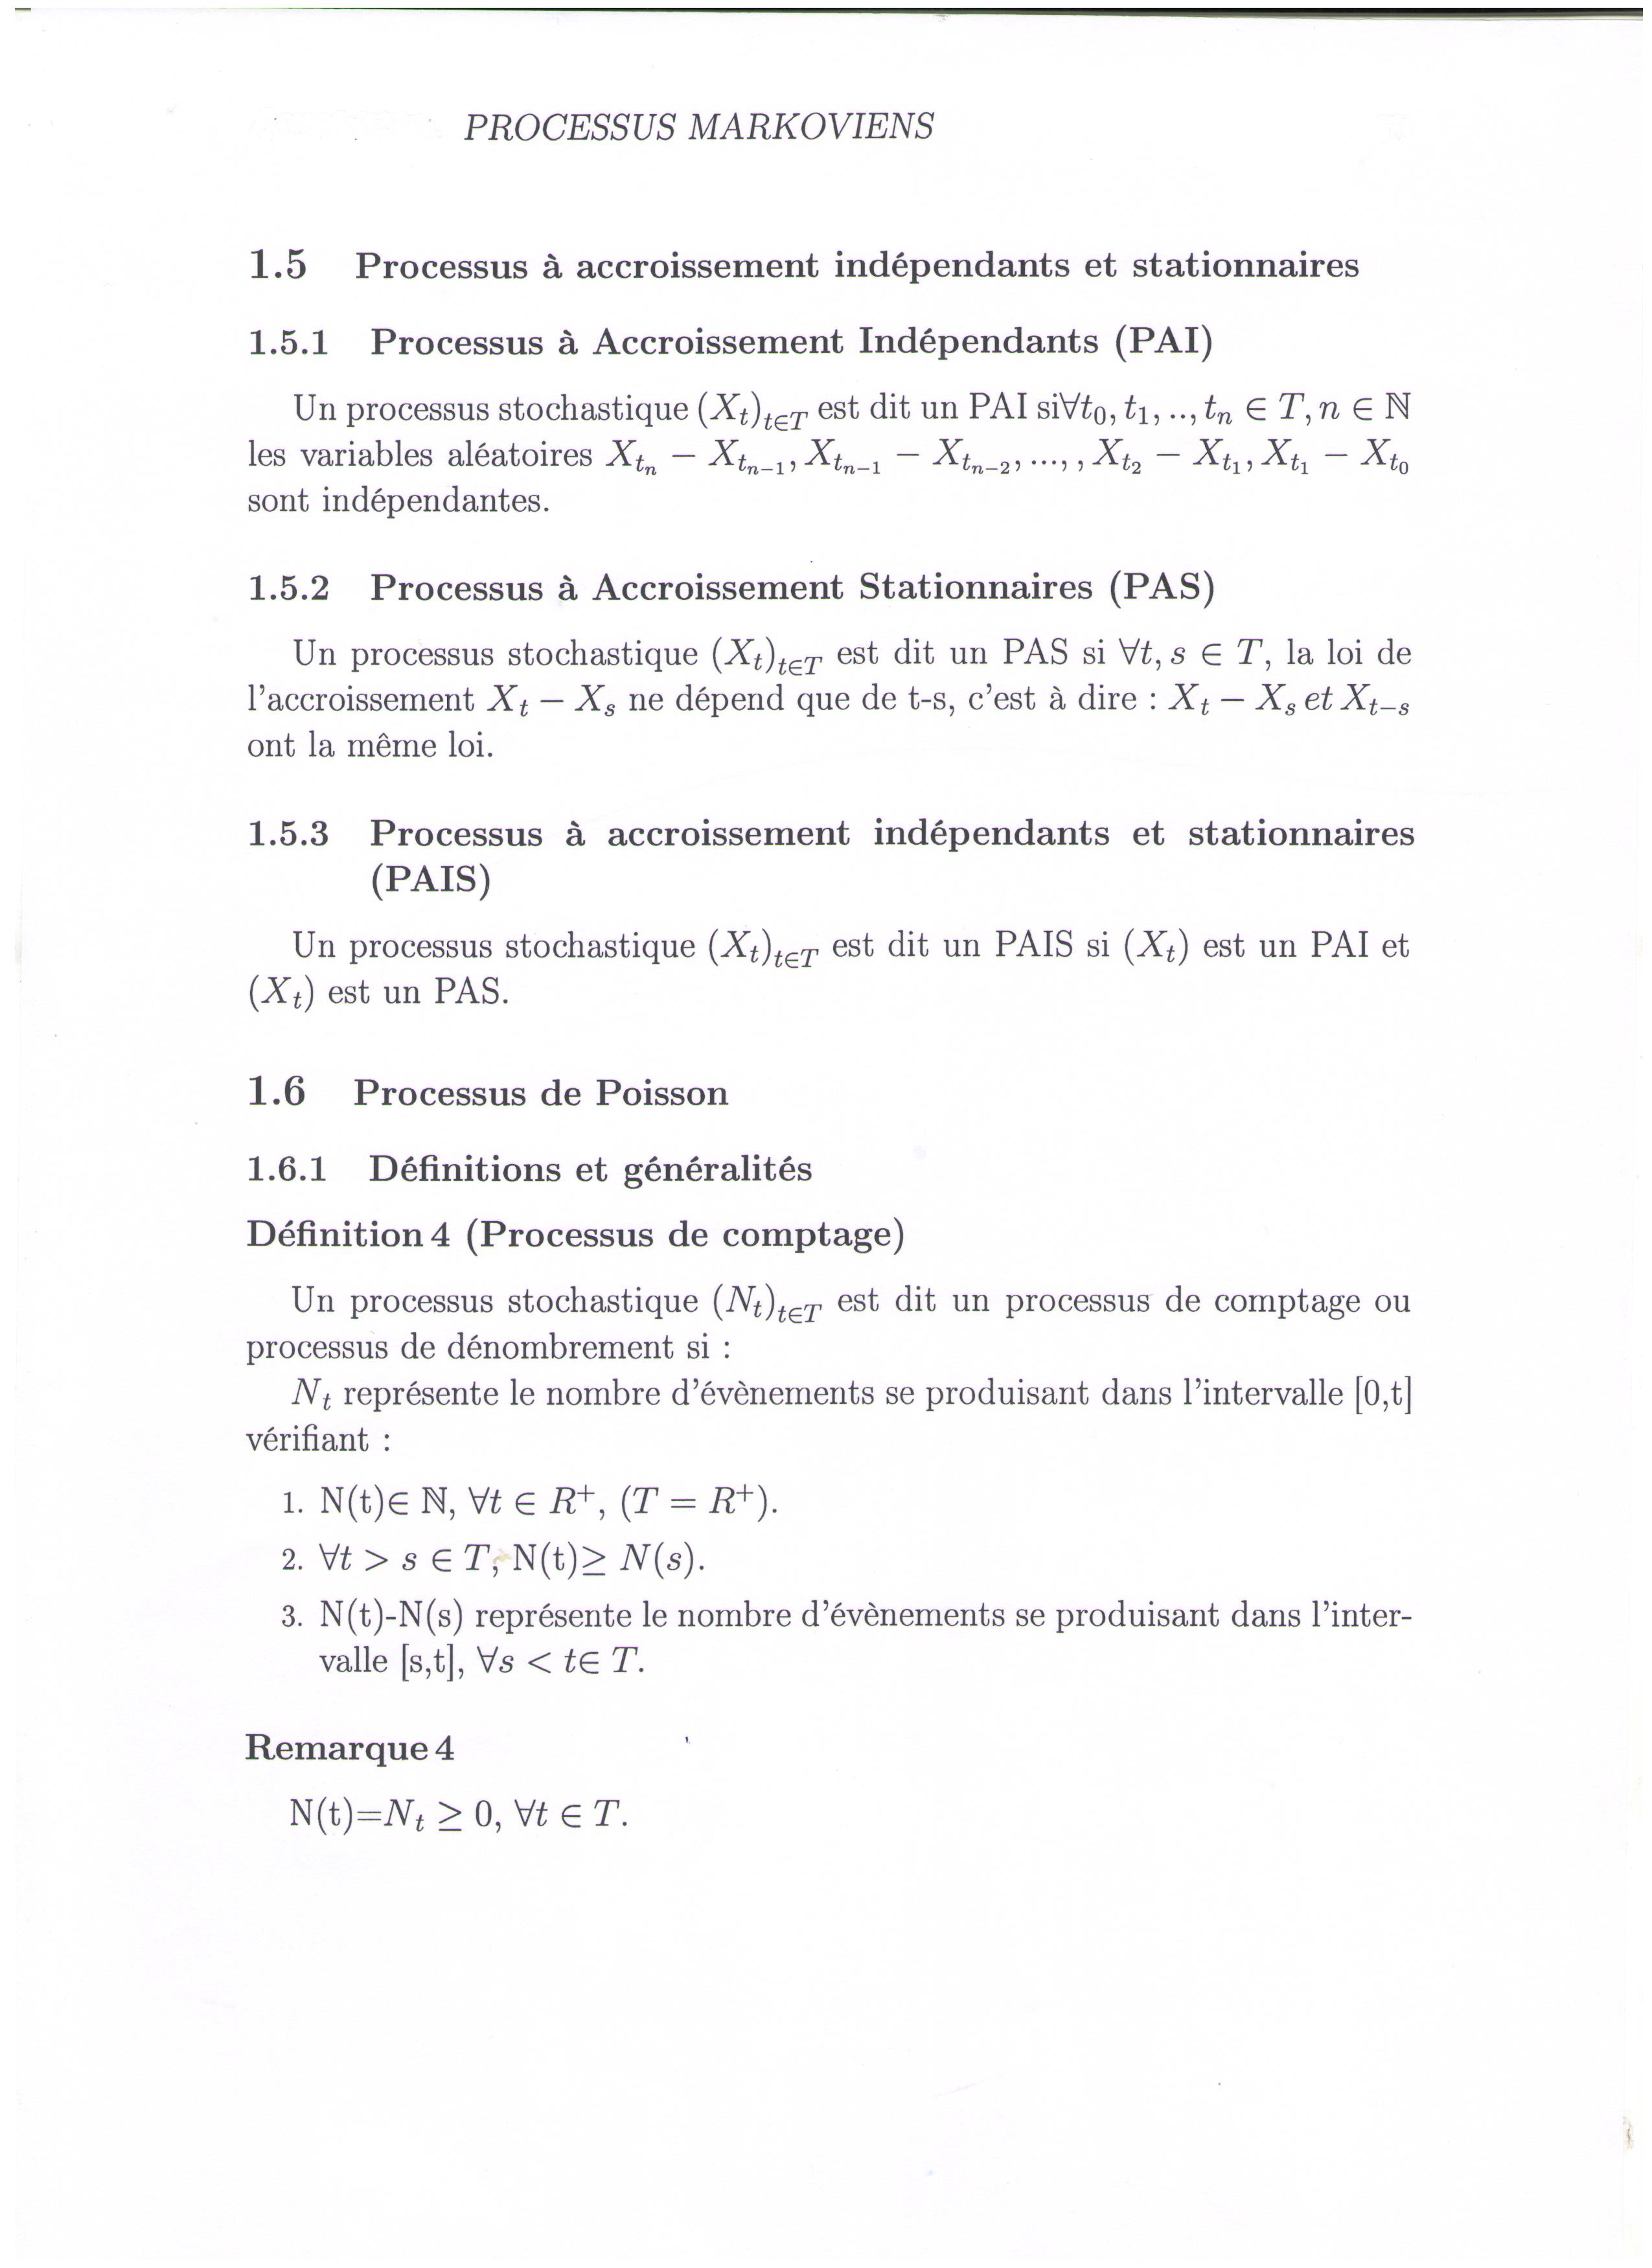 PROCESSUS MARKOVIENS
1.5 Processus à accroissement indépendants et stationnaires
1.5.1 Processus à Accroissement Indépendants (PAI)
Un processus stochastique $(X_t)_{t \in T}$ est dit un PAI si$\forall t_0, t_1, .., t_n \in T, n \in \mathbb{N}$
les variables aléatoires $X_{t_n} - X_{t_{n-1}}, X_{t_{n-1}} - X_{t_{n-2}}, ..., , X_{t_2} - X_{t_1}, X_{t_1} - X_{t_0}$
sont indépendantes.
1.5.2 Processus à Accroissement Stationnaires (PAS)
Un processus stochastique $(X_t)_{t \in T}$ est dit un PAS si $\forall t, s \in T$, la loi de
l'accroissement $X_t - X_s$ ne dépend que de t-s, c'est à dire : $X_t - X_s$ et $X_{t-s}$
ont la même loi.
1.5.3 Processus à accroissement indépendants et stationnaires
(PAIS)
Un processus stochastique $(X_t)_{t \in T}$ est dit un PAIS si $(X_t)$ est un PAI et
$(X_t)$ est un PAS.
1.6 Processus de Poisson
1.6.1 Définitions et généralités
Définition 4 (Processus de comptage)
Un processus stochastique $(N_t)_{t \in T}$ est dit un processus de comptage ou
processus de dénombrement si :
$N_t$ représente le nombre d'évènements se produisant dans l'intervalle [0,t]
vérifiant :
1. N(t)$\in \mathbb{N}$, $\forall t \in R^+$, $(T = R^+)$.
2. $\forall t > s \in T$, N(t)$\geq N(s)$.
3. N(t)-N(s) représente le nombre d'évènements se produisant dans l'inter-
valle [s,t], $\forall s < t \in T$.
Remarque 4
N(t)=$N_t \geq 0$, $\forall t \in T$.